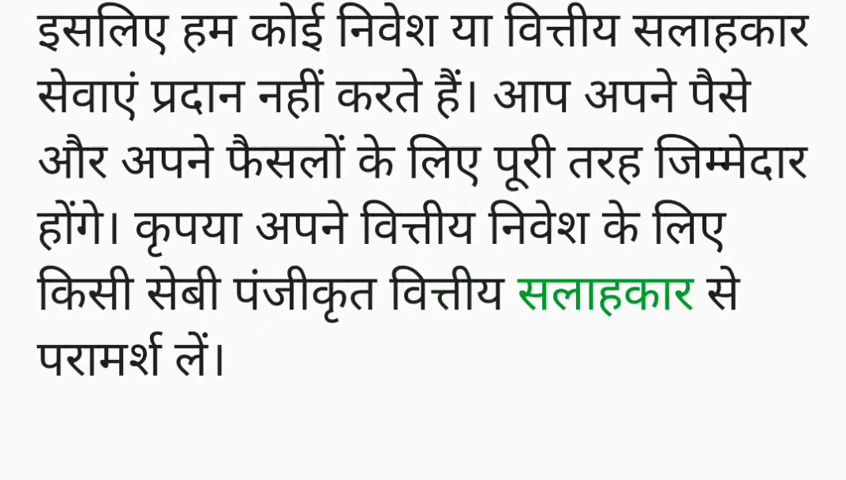 इसलिए हम कोई निवेश या वित्तीय सलाहकार
सेवाएं प्रदान नहीं करते हैं। आप अपने पैसे
और अपने फैसलों के लिए पूरी तरह जिम्मेदार
होंगे। कृपया अपने वित्तीय निवेश के लिए
किसी सेबी पंजीकृत वित्तीय सलाहकार से
परामर्श लें।